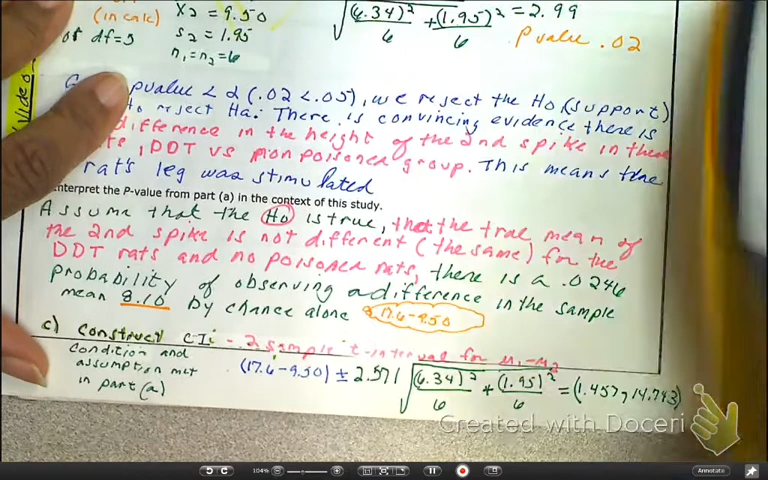 (in calc)
x̄2 = 9.50
or df=5
s2 = 1.95
n1=n2=6
√((6.34)²/6 + (1.95)²/6) = 2.99
P value .02
Video
pvalue < α (.02 < .05), we reject the Ho (support)
to reject Ha. There is convincing evidence there is
difference in the height of the 2nd spike in these
, DDT vs non poisoned group. This means the
rat's leg was stimulated
Interpret the P-value from part (a) in the context of this study.
Assume that the Ho is true, that the true mean of
the 2nd spike is not different (the same) for the
DDT rats and no poisoned rats, there is a .0246
probability of observing a difference in the sample
mean 8.10 by chance alone 17.6-9.50
c) Construct CI: - 2 sample t-interval for μ1-μ2
Condition and
assumption met
in part (a)
(17.6-9.50) ± 2.571 √((6.34)²/6 + (1.95)²/6) = (1.457, 14.743)
Created with Doceri
104%
Annotate